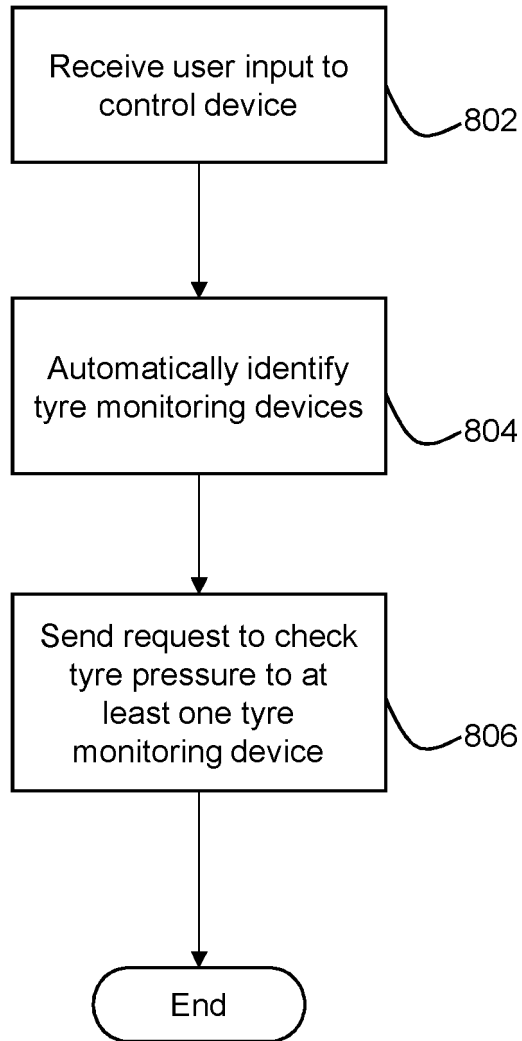 Receive user input to
control device
802
Automatically identify
tyre monitoring devices
804
Send request to check
tyre pressure to at
least one tyre
monitoring device
806
End